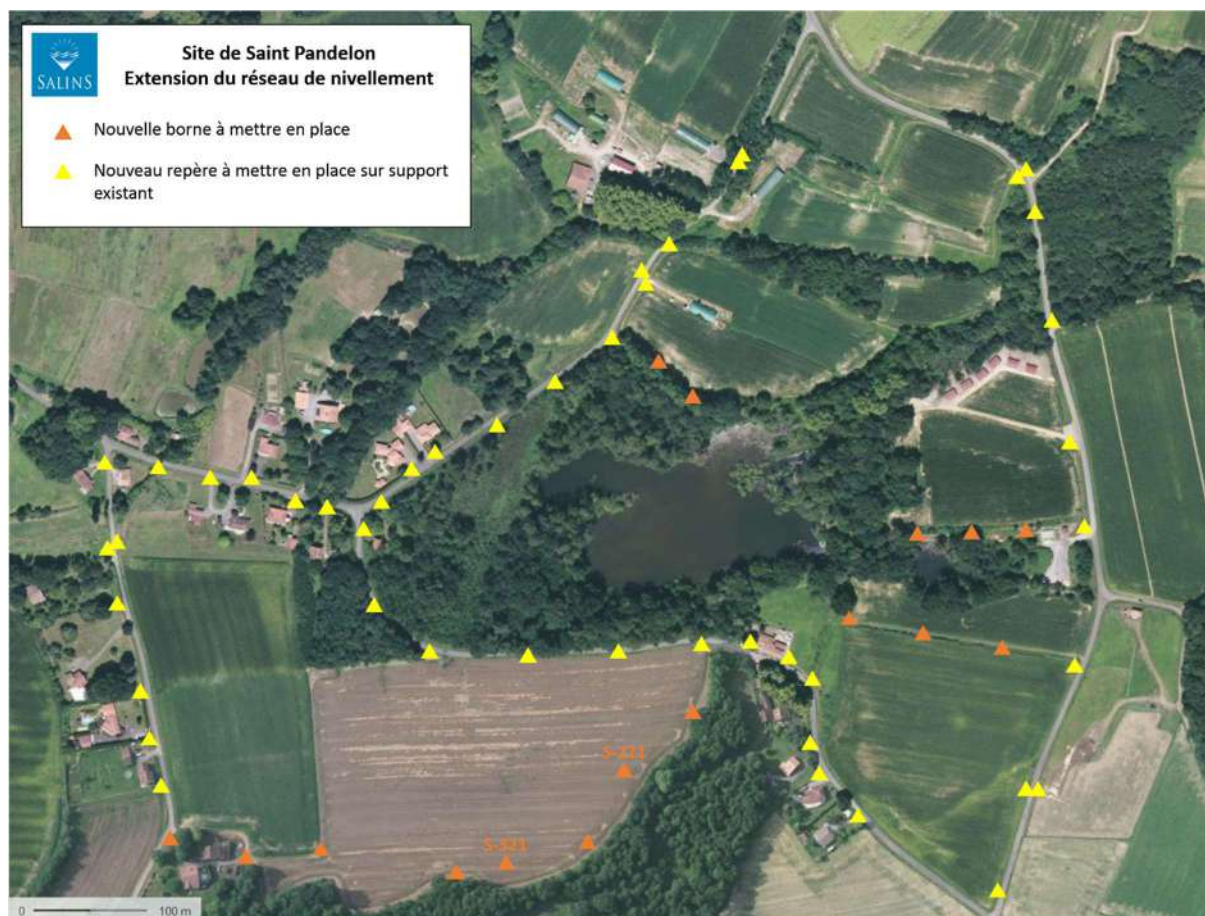 SALINS
Site de Saint Pandelon
Extension du réseau de nivellement
Nouvelle borne à mettre en place
Nouveau repère à mettre en place sur support
existant
S-221
S-321
0 100 m